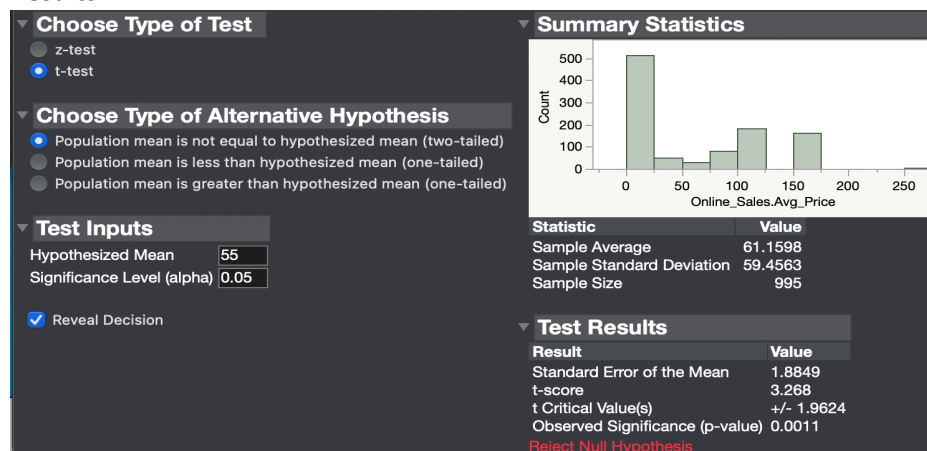 Choose Type of Test
z-test
t-test
Choose Type of Alternative Hypothesis
Population mean is not equal to hypothesized mean (two-tailed)
Population mean is less than hypothesized mean (one-tailed)
Population mean is greater than hypothesized mean (one-tailed)
Test Inputs
Hypothesized Mean 55
Significance Level (alpha) 0.05
Reveal Decision
Summary Statistics
Count
500
400
300
200
100
0
0 50 100 150 200 250
Online_Sales.Avg_Price
Statistic Value
Sample Average 61.1598
Sample Standard Deviation 59.4563
Sample Size 995
Test Results
Result Value
Standard Error of the Mean 1.8849
t-score 3.268
t Critical Value(s) +/- 1.9624
Observed Significance (p-value) 0.0011
Reject Null Hypothesis